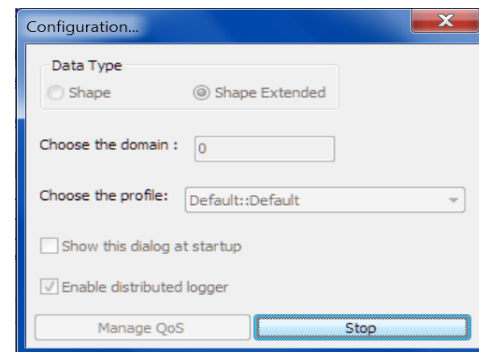 Configuration...
Data Type
Shape Shape Extended
Choose the domain : 0
Choose the profile: Default::Default
Show this dialog at startup
Enable distributed logger
Manage QoS Stop